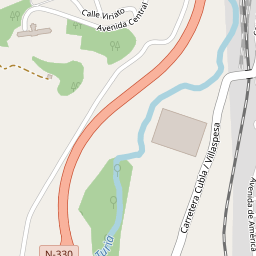 Calle Viriato
Avenida Central
Carretera Cubla / Villaspesa
Avenida de América
N-330
Turia